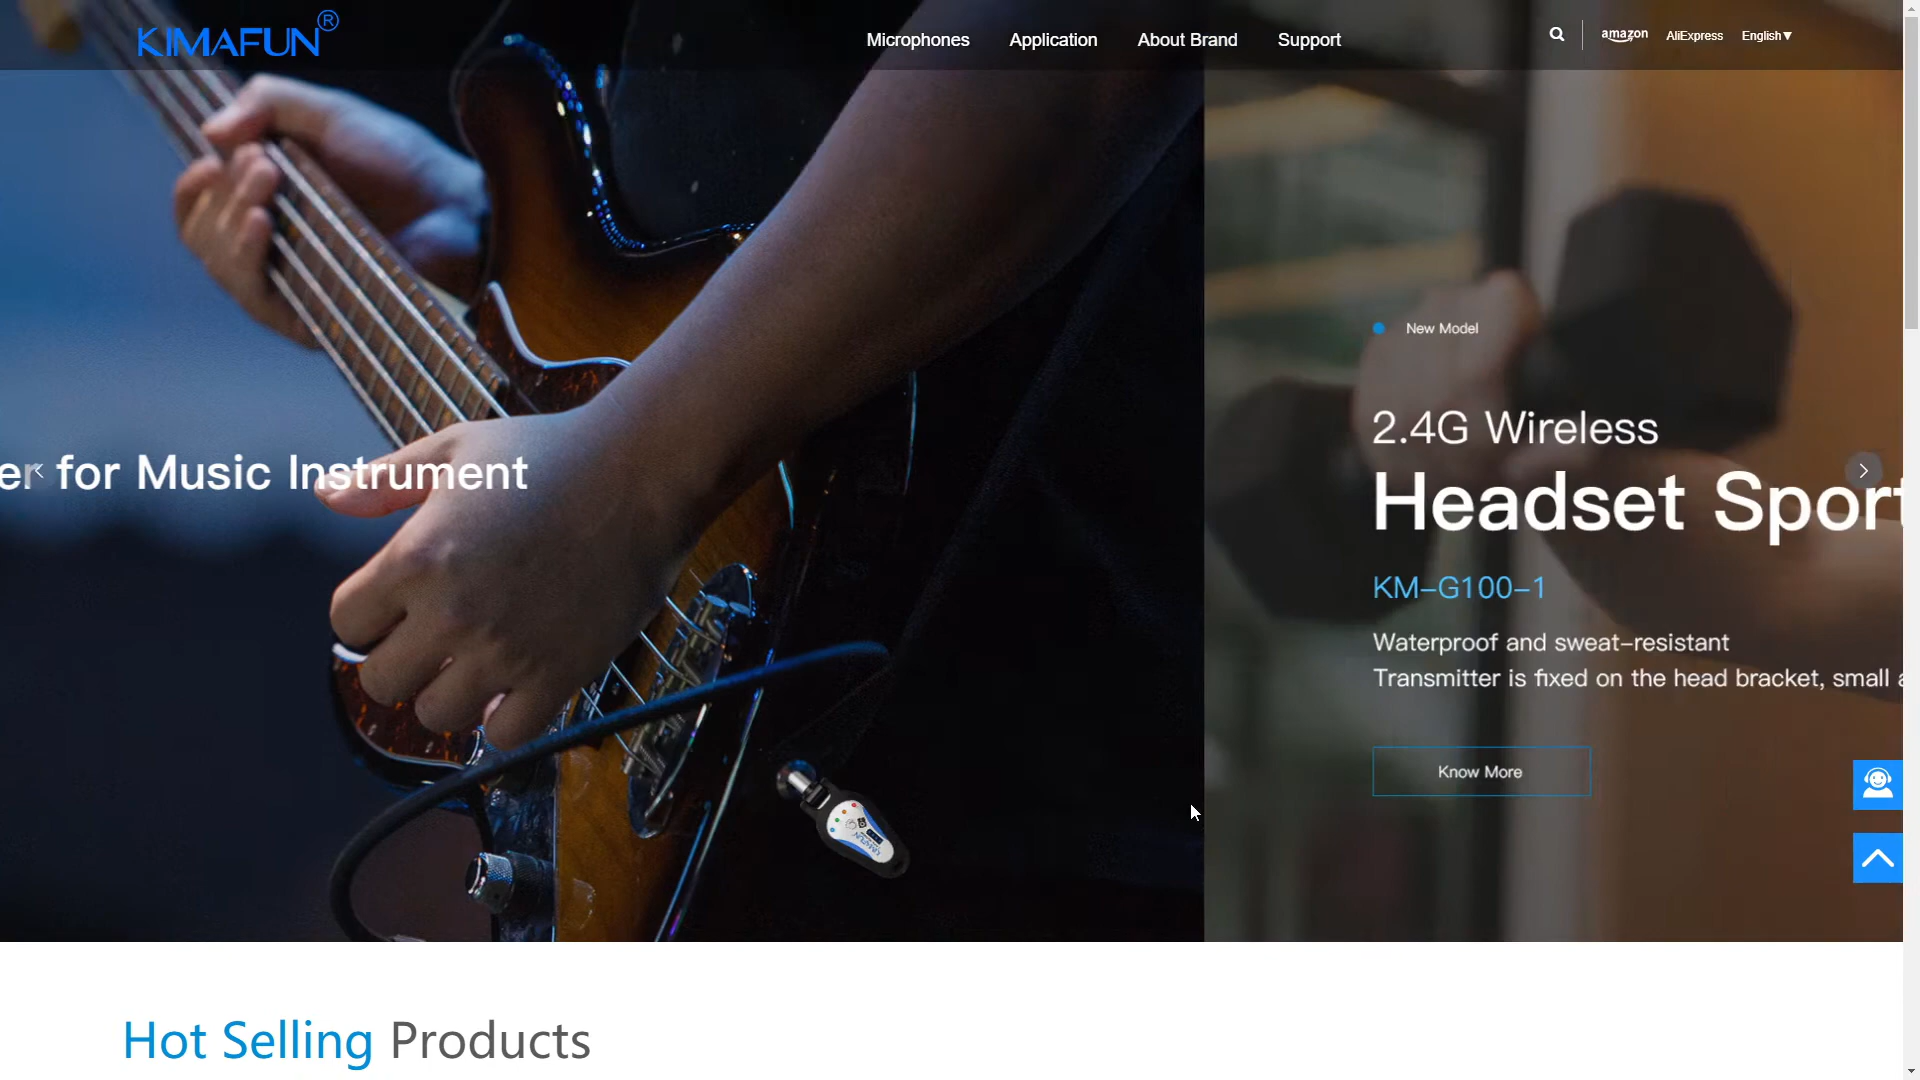 KIMAFUN®
Microphones
Application
About Brand
Support
amazon
AliExpress
English▼
for Music Instrument
New Model
2.4G Wireless
Headset
KM-G100-1
Waterproof and sweat-resistant
Transmitter is fixed on the head bracket, small
Know More
KIMAFUN
Hot Selling Products